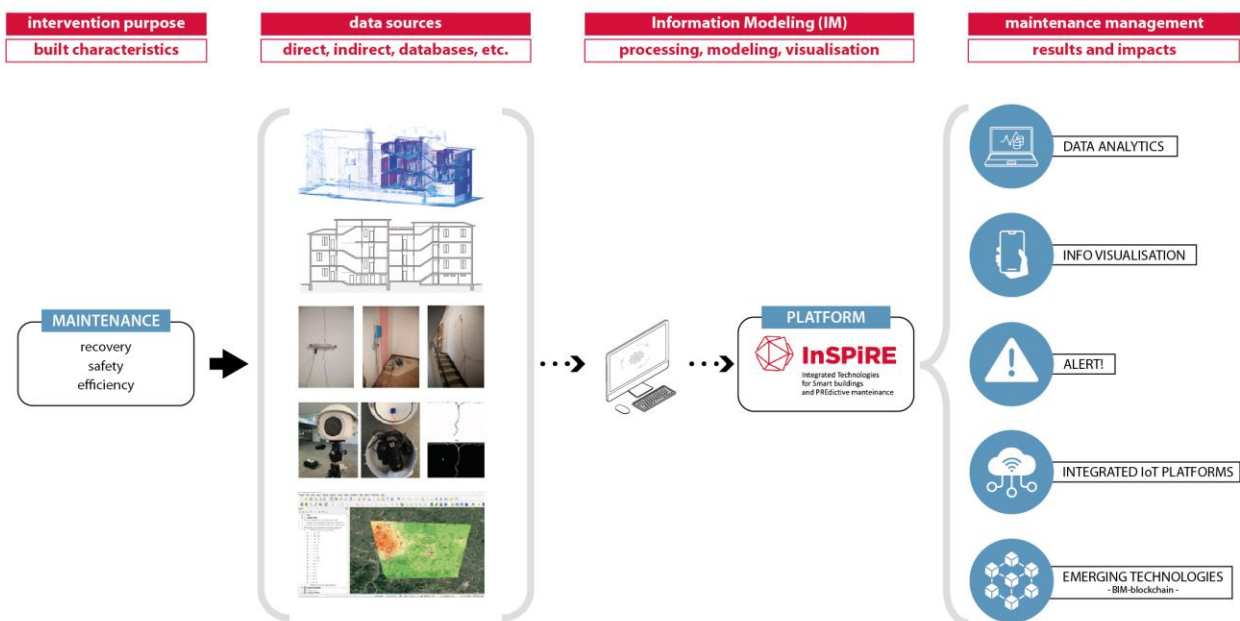 intervention purpose
built characteristics
data sources
direct, indirect, databases, etc.
Information Modeling (IM)
processing, modeling, visualisation
maintenance management
results and impacts
MAINTENANCE
recovery
safety
efficiency
PLATFORM
InSPiRE
Integrated Technologies
for Smart buildings
and PREdictive manteinance
DATA ANALYTICS
INFO VISUALISATION
ALERT!
INTEGRATED IoT PLATFORMS
EMERGING TECHNOLOGIES
- BIM-blockchain -